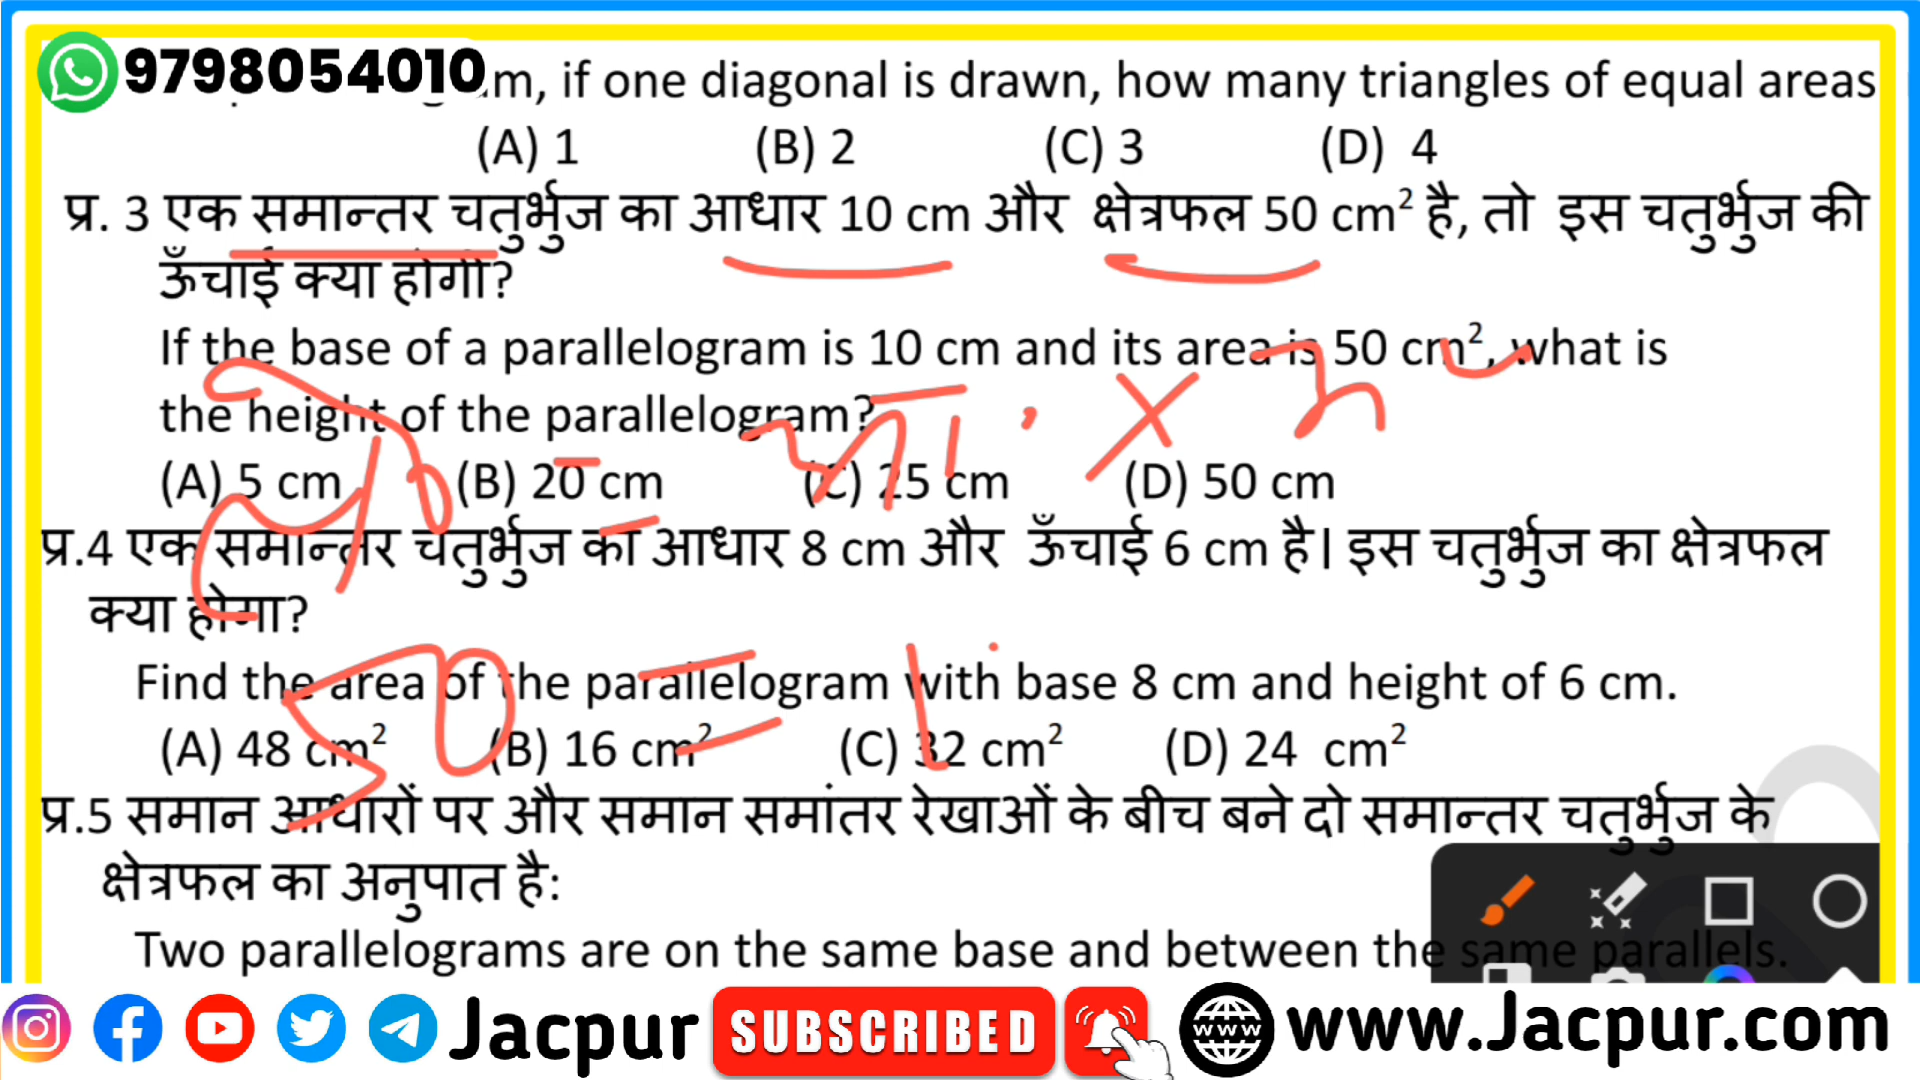 9798054010 m, if one diagonal is drawn, how many triangles of equal areas
(A) 1 (B) 2 (C) 3 (D) 4
प्र. 3 एक समान्तर चतुर्भुज का आधार 10 cm और क्षेत्रफल 50 cm² है, तो इस चतुर्भुज की
ऊँचाई क्या होगी?
If the base of a parallelogram is 10 cm and its area is 50 cm², what is
the height of the parallelogram?
(A) 5 cm (B) 20 cm (C) 25 cm (D) 50 cm
प्र.4 एक समान्तर चतुर्भुज का आधार 8 cm और ऊँचाई 6 cm है। इस चतुर्भुज का क्षेत्रफल
क्या होगा?
Find the area of the parallelogram with base 8 cm and height of 6 cm.
(A) 48 cm² (B) 16 cm² (C) 32 cm² (D) 24 cm²
50 =
प्र.5 समान आधारों पर और समान समांतर रेखाओं के बीच बने दो समान्तर चतुर्भुज के
क्षेत्रफल का अनुपात है:
Two parallelograms are on the same base and between the same parallels.
Jacpur SUBSCRIBED www www.Jacpur.com